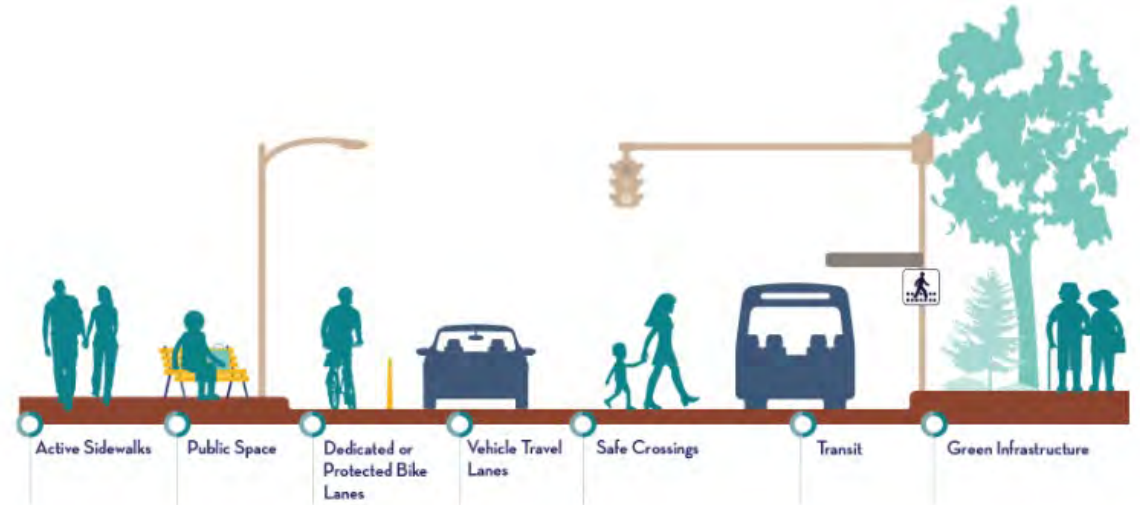 Active Sidewalks
Public Space
Dedicated or
Protected Bike
Lanes
Vehicle Travel
Lanes
Safe Crossings
Transit
Green Infrastructure